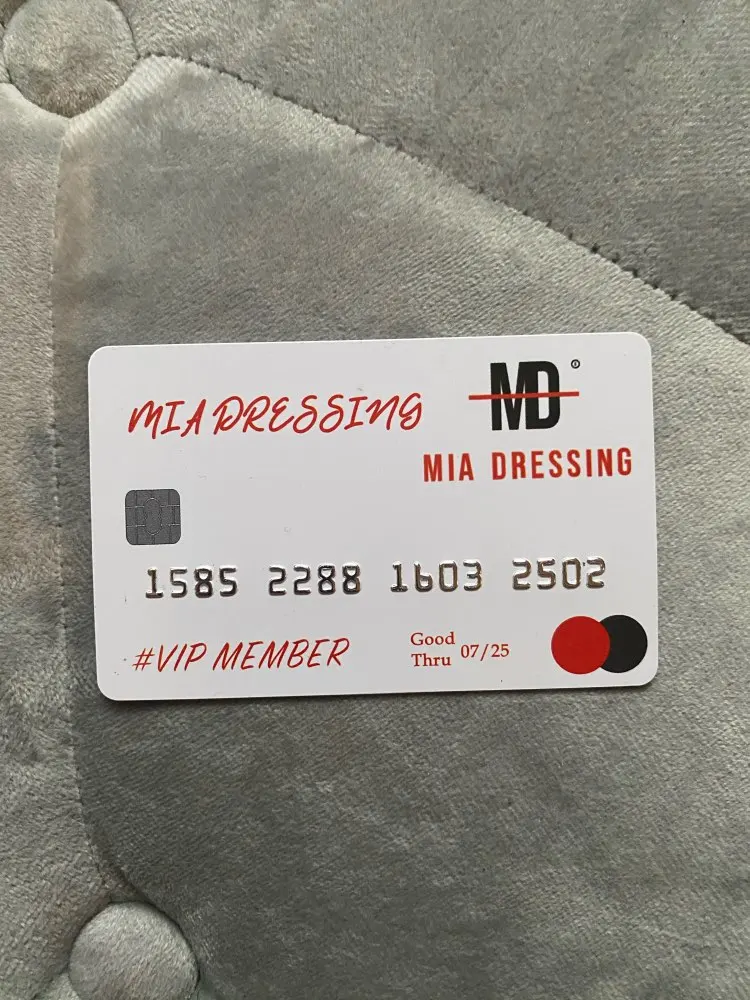 MIA DRESSING
MD
MIA DRESSING
1585 2288 1603 2502
#VIP MEMBER
Good
Thru 07/25